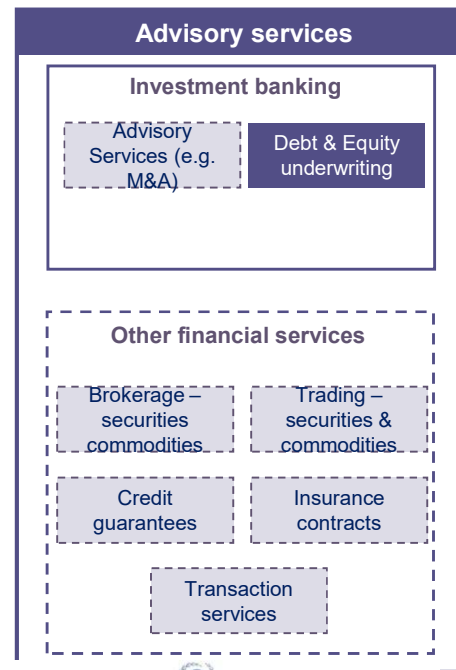 Advisory services
Investment banking
Advisory
Services (e.g.
M&A)
Debt & Equity
underwriting
Other financial services
Brokerage –
securities
commodities
Trading –
securities &
commodities
Credit
guarantees
Insurance
contracts
Transaction
services